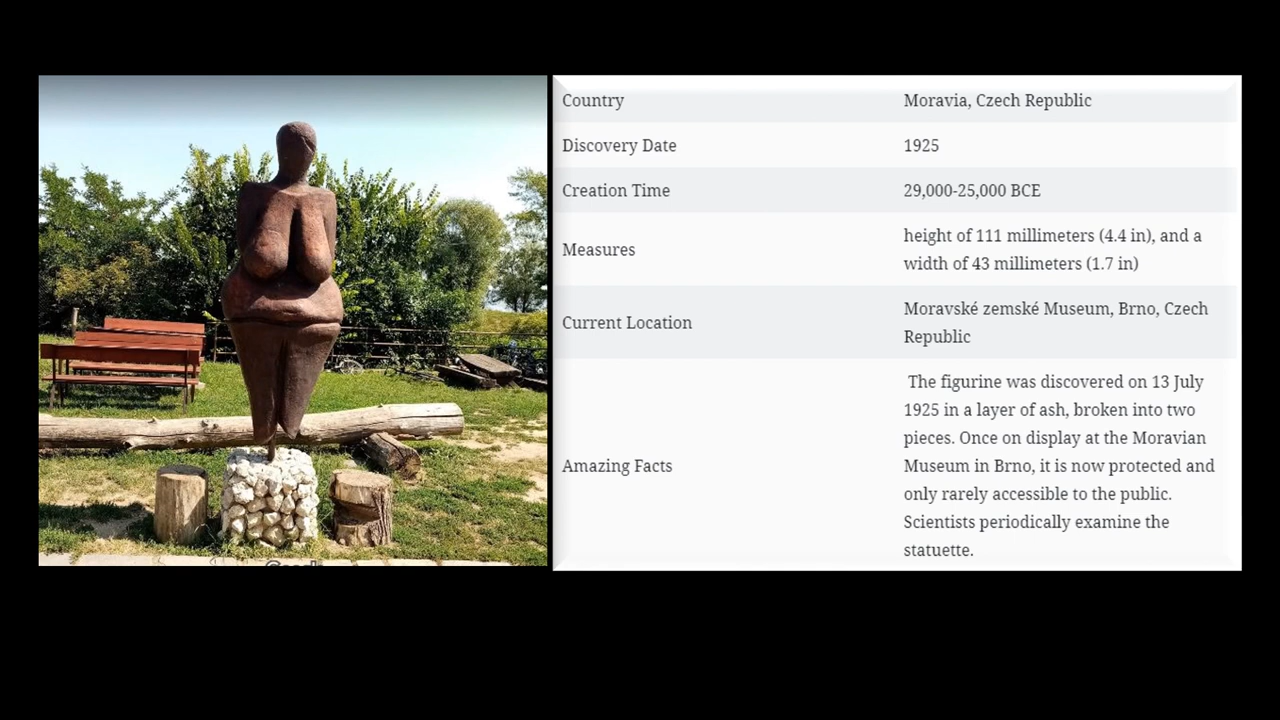 Country
Moravia, Czech Republic
Discovery Date
1925
Creation Time
29,000-25,000 BCE
Measures
height of 111 millimeters (4.4 in), and a
width of 43 millimeters (1.7 in)
Current Location
Moravské zemské Museum, Brno, Czech
Republic
Amazing Facts
The figurine was discovered on 13 July
1925 in a layer of ash, broken into two
pieces. Once on display at the Moravian
Museum in Brno, it is now protected and
only rarely accessible to the public.
Scientists periodically examine the
statuette.